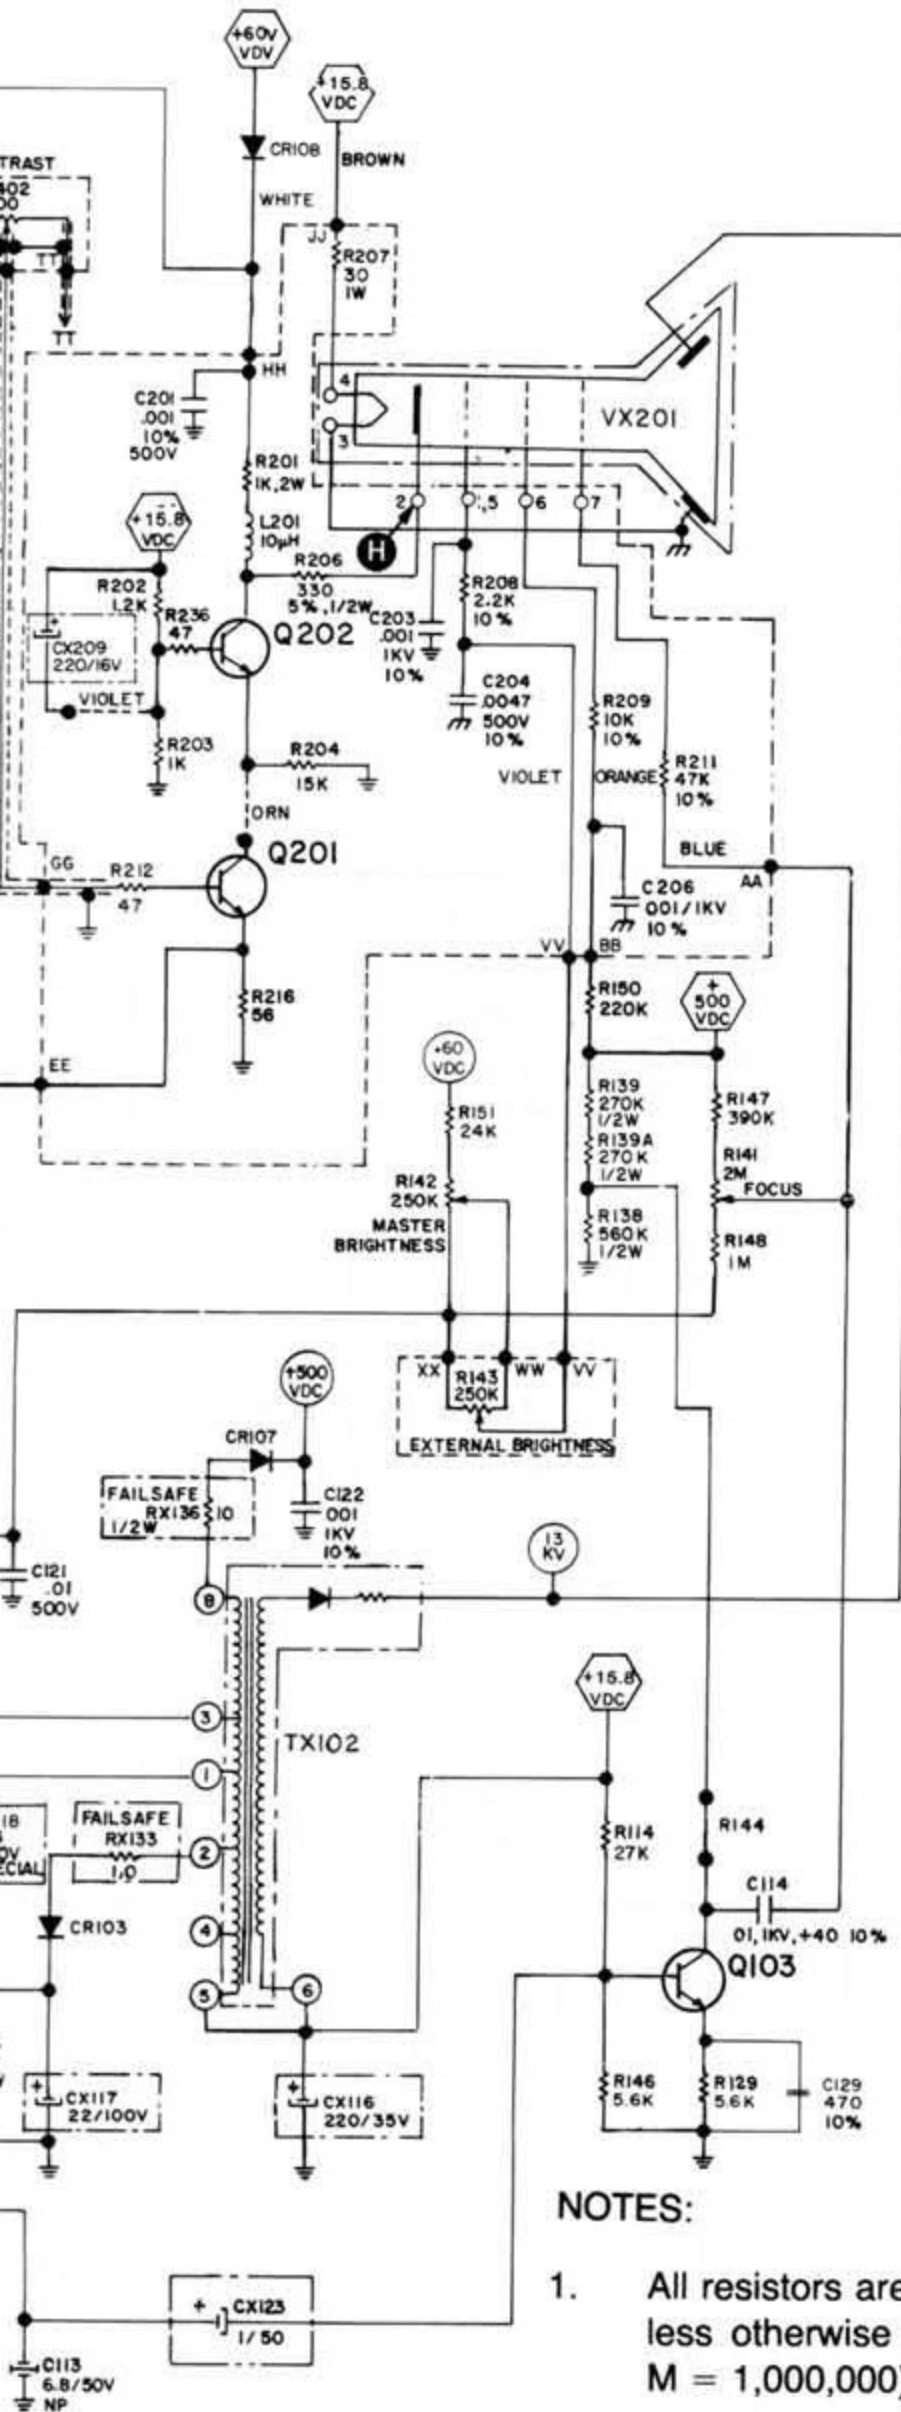 +60V
VDV
+15.8
VDC
CR108
BROWN
TRAST
402
00
WHITE
TT
TT
JJ
R207
30
1W
HH
C201
.001
10%
500V
4
3
VX201
R201
1K,2W
+15.8
VDC
L201
10µH
2
,5
6
7
H
R206
330
5%,1/2W
R202
1.2K
R236
47
Q202
CX209
220/16V
+
VIOLET
C203
.001
1KV
10%
R208
2.2K
10%
C204
.0047
500V
10%
R209
10K
10%
R203
1K
R204
15K
VIOLET
ORANGE
R211
47K
10%
ORN
Q201
GG
R212
47
BLUE
AA
C206
001/1KV
10%
VV
BB
R216
56
R150
220K
+
500
VDC
EE
+60
VDC
R151
24K
R139
270K
1/2W
R139A
270K
1/2W
R147
390K
R141
2M
FOCUS
R142
250K
MASTER
BRIGHTNESS
R138
560K
1/2W
R148
1M
XX
WW
VV
R143
250K
EXTERNAL BRIGHTNESS
+500
VDC
CR107
FAILSAFE
RX136
10
1/2W
C122
001
1KV
10%
13
KV
C121
.01
500V
8
3
1
2
4
5
6
TX102
+15.8
VDC
18
OV
ECIAL
FAILSAFE
RX133
1.0
R114
27K
R144
CR103
C114
01,1KV,+40 10%
Q103
+
CX117
22/100V
+
CX116
220/35V
R146
5.6K
R129
5.6K
C129
470
10%
NOTES:
1. All resistors are
less otherwise
M = 1,000,000)
+
CX123
1/50
C113
6.8/50V
NP